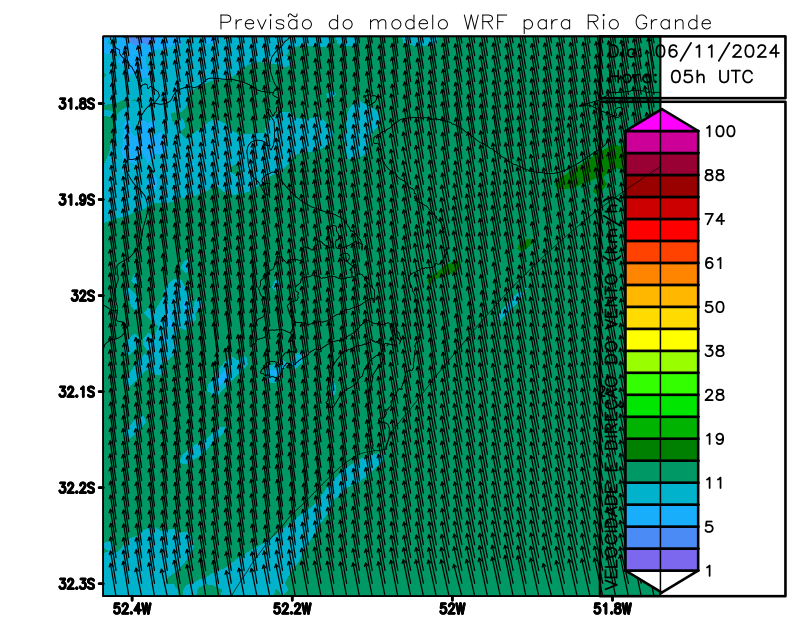 Previsão do modelo WRF para Rio Grande
Dia: 06/11/2024
Hora: 05h UTC
31.8S
31.9S
32S
32.1S
32.2S
32.3S
52.4W
52.2W
52W
51.8W
VELOCIDADE E DIREÇÃO DO VENTO (km/h)
100
88
74
61
50
38
28
19
11
5
1